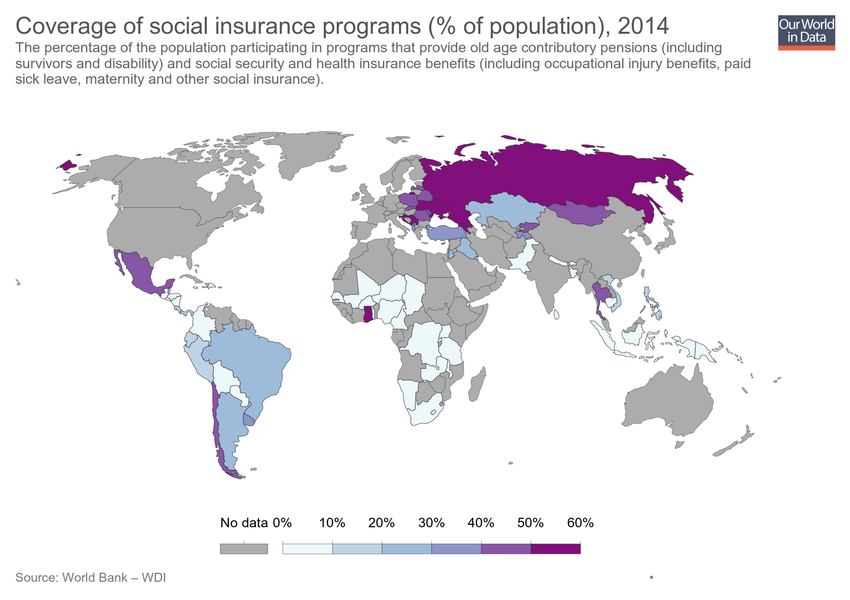 Coverage of social insurance programs (% of population), 2014
Our World
in Data
The percentage of the population participating in programs that provide old age contributory pensions (including
survivors and disability) and social security and health insurance benefits (including occupational injury benefits, paid
sick leave, maternity and other social insurance).
No data 0% 10% 20% 30% 40% 50% 60%
Source: World Bank – WDI